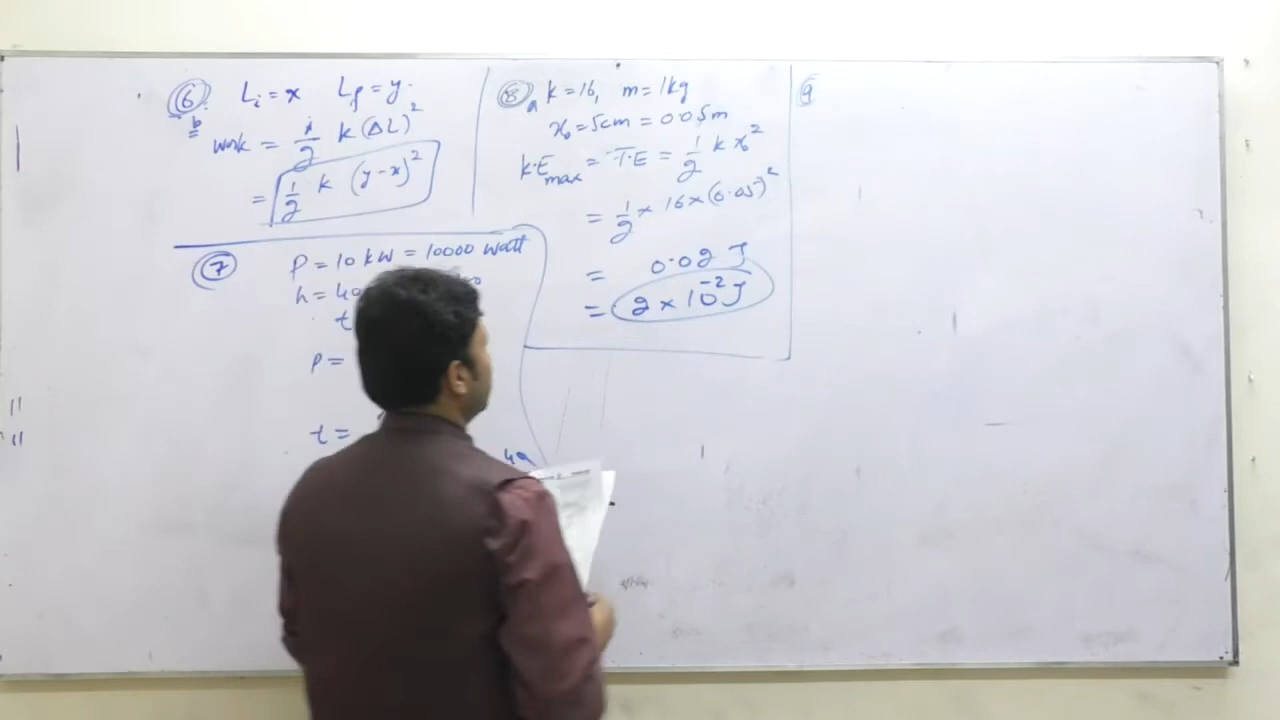 6
b
Li = x Lf = y.
work = 1/2 k (ΔL)²
= 1/2 k (y-x)²
7
P = 10 kW = 10000 watt
h = 40
t
P =
t =
8
a
k = 16, m = 1kg
x₀ = 5cm = 0.05m
k.E max = T.E = 1/2 k x₀²
= 1/2 × 16 × (0.05)²
= 0.02 J
= 2 × 10⁻² J
9